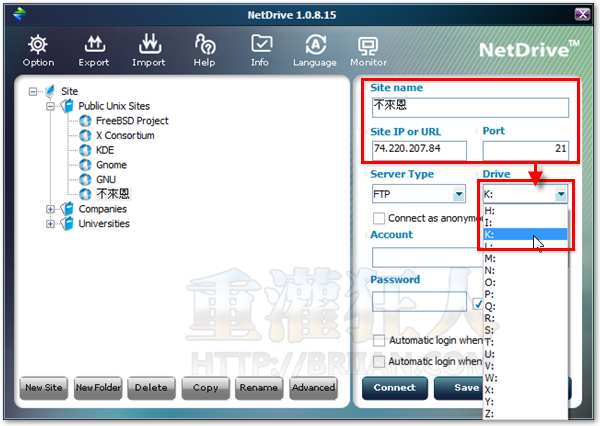 NetDrive 1.0.8.15
Option Export Import Help Info Language Monitor
NetDrive™
Site
Public Unix Sites
FreeBSD Project
X Consortium
KDE
Gnome
GNU
不來恩
Companies
Universities
Site name
不來恩
Site IP or URL Port
74.220.207.84 21
Server Type Drive
FTP K:
Connect as anonymo
Account
Password
Automatic login when
Automatic login when
H:
I:
K:
L:
M:
N:
O:
P:
Q:
R:
S:
T:
U:
V:
W:
X:
Y:
Z:
重灌狂人
HTTP://BRIIAN.COM
New Site New Folder Delete Copy Rename Advanced
Connect Save